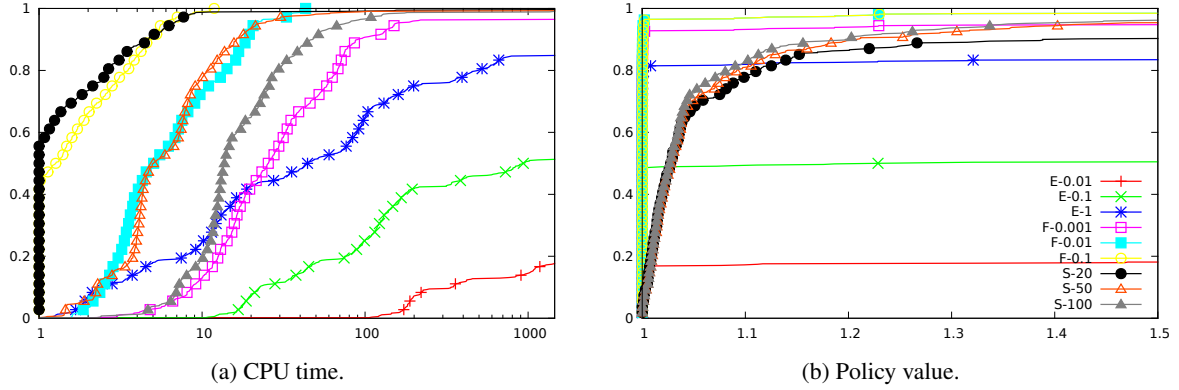 1
0.8
0.6
0.4
0.2
0
1 10 100 1000
(a) CPU time.
1
0.8
0.6
0.4
0.2
0
1 1.1 1.2 1.3 1.4 1.5
E-0.01
E-0.1
E-1
F-0.001
F-0.01
F-0.1
S-20
S-50
S-100
(b) Policy value.